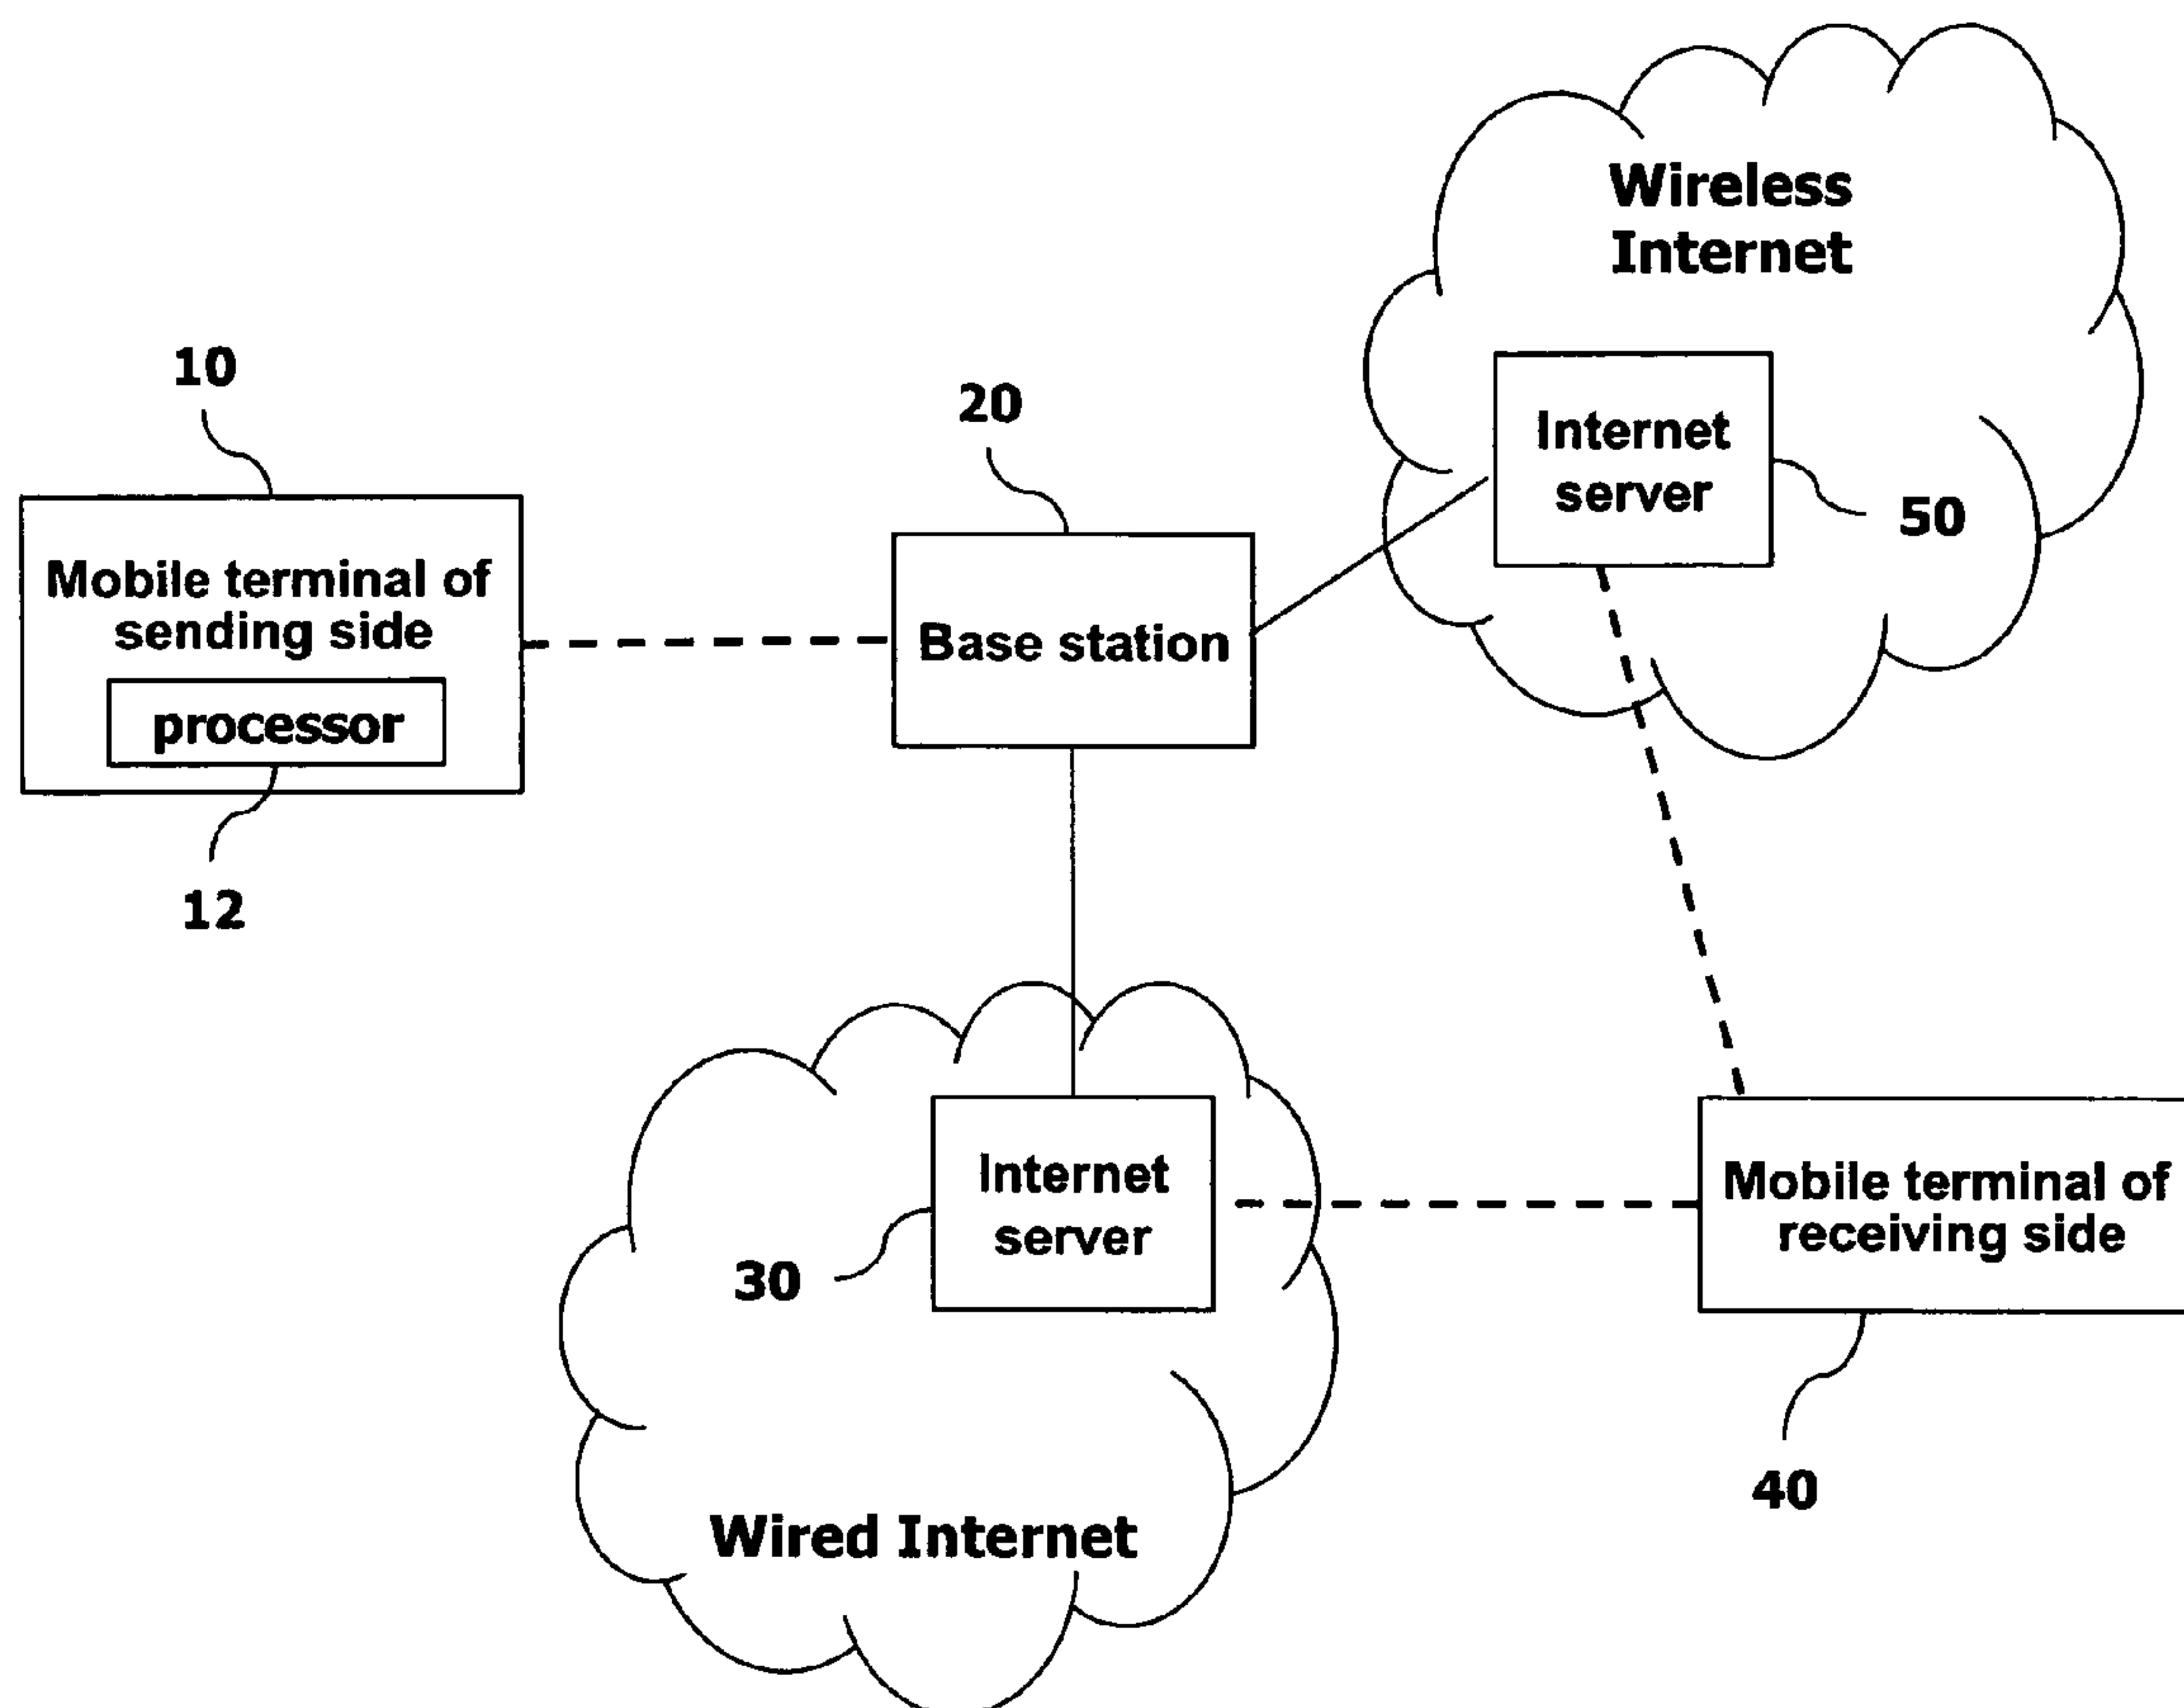 Wireless
Internet
10
20
Internet
server
50
Mobile terminal of
sending side
Base station
processor
12
Internet
server
30
Mobile terminal of
receiving side
40
Wired Internet